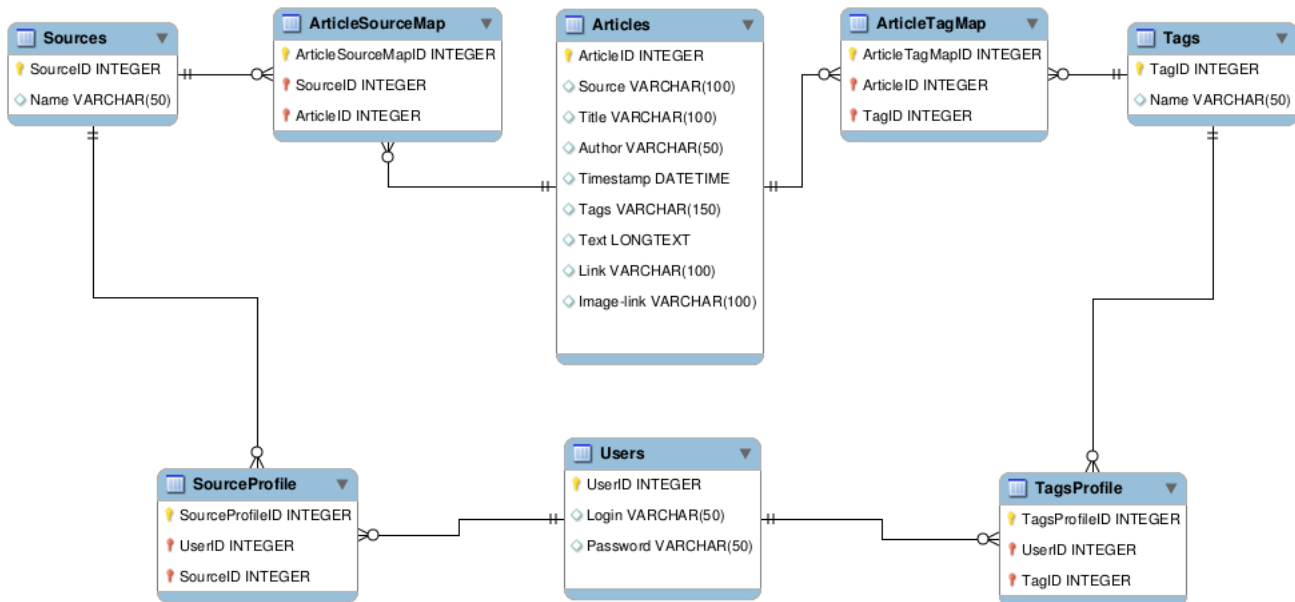 Sources
SourceID INTEGER
Name VARCHAR(50)
ArticleSourceMap
ArticleSourceMapID INTEGER
SourceID INTEGER
ArticleID INTEGER
Articles
ArticleID INTEGER
Source VARCHAR(100)
Title VARCHAR(100)
Author VARCHAR(50)
Timestamp DATETIME
Tags VARCHAR(150)
Text LONGTEXT
Link VARCHAR(100)
Image-link VARCHAR(100)
ArticleTagMap
ArticleTagMapID INTEGER
ArticleID INTEGER
TagID INTEGER
Tags
TagID INTEGER
Name VARCHAR(50)
SourceProfile
SourceProfileID INTEGER
UserID INTEGER
SourceID INTEGER
Users
UserID INTEGER
Login VARCHAR(50)
Password VARCHAR(50)
TagsProfile
TagsProfileID INTEGER
UserID INTEGER
TagID INTEGER